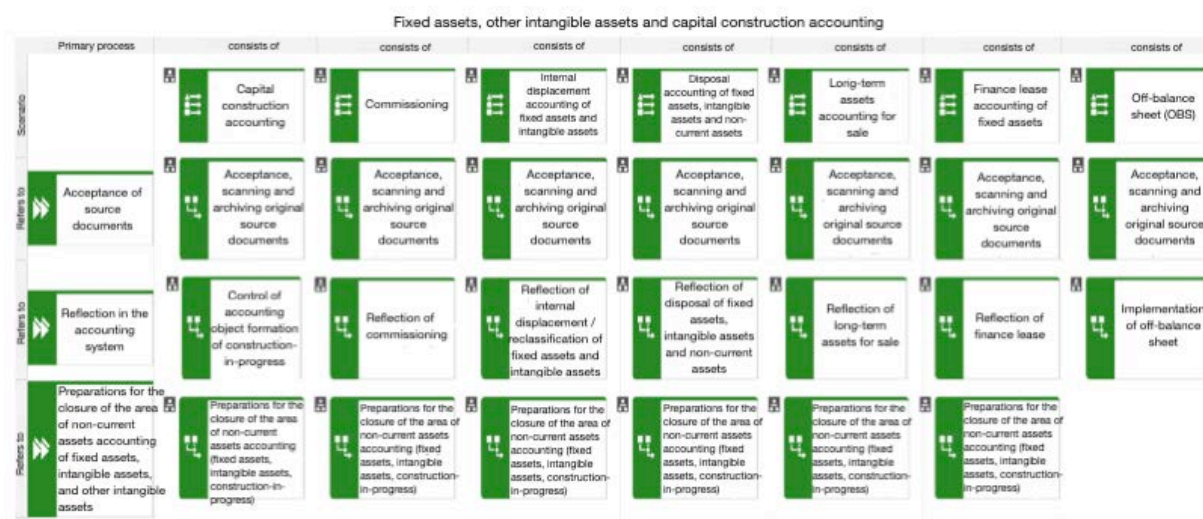 Fixed assets, other intangible assets and capital construction accounting
Primary process
consists of
consists of
consists of
consists of
consists of
consists of
consists of
Scenario
Capital
construction
accounting
Commissioning
Internal
displacement
accounting of
fixed assets and
intangible assets
Disposal
accounting of fixed
assets, intangible
assets and non-
current assets
Long-term
assets
accounting for
sale
Finance lease
accounting of
fixed assets
Off-balance
sheet (OBS)
Refers to
Acceptance of
source
documents
Acceptance,
scanning and
archiving original
source
documents
Acceptance,
scanning and
archiving original
source
documents
Acceptance,
scanning and
archiving original
source
documents
Acceptance,
scanning and
archiving original
source
documents
Acceptance,
scanning and
archiving
original source
documents
Acceptance,
scanning and
archiving original
source
documents
Acceptance,
scanning and
archiving
original source
documents
Refers to
Reflection in the
accounting
system
Control of
accounting
object formation
of construction-
in-progress
Reflection of
commissioning
Reflection of
internal
displacement /
reclassification of
fixed assets and
intangible assets
Reflection of
disposal of fixed
assets,
intangible assets
and non-current
assets
Reflection of
long-term
assets for sale
Reflection of
finance lease
Implementation
of off-balance
sheet
Refers to
Preparations for the
closure of the area
of non-current
assets accounting
of fixed assets,
intangible assets,
and other intangible
assets
Preparations for the
closure of the area
of non-current
assets accounting
(fixed assets,
intangible assets,
construction-in-
progress)
Preparations for the
closure of the area of
non-current assets
accounting (fixed
assets, intangible
assets, construction-
in-progress)
Preparations for the
closure of the area of
non-current assets
accounting (fixed
assets, intangible
assets, construction-
in-progress)
Preparations for the
closure of the area of
non-current assets
accounting (fixed
assets, intangible
assets, construction-
in-progress)
Preparations for the
closure of the area of
non-current assets
accounting (fixed
assets, intangible
assets, construction-
in-progress)
Preparations for the
closure of the area of
non-current assets
accounting (fixed
assets, intangible
assets, construction-
in-progress)